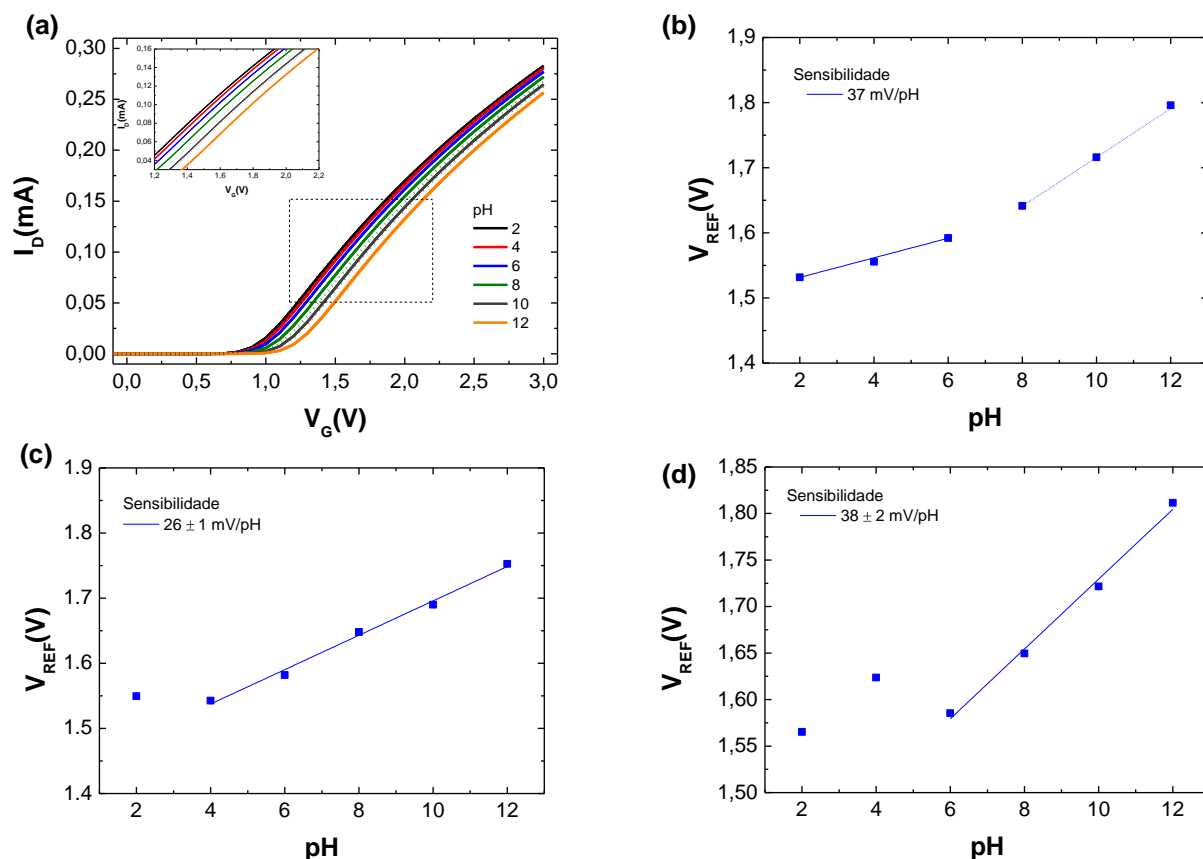 (a)
0,30
0,25
0,20
0,15
0,10
0,05
0,00
I_D(mA)
0,0 0,5 1,0 1,5 2,0 2,5 3,0
V_G(V)
0,16
0,14
0,12
0,10
0,08
0,06
0,04
I_D(mA)
1,2 1,4 1,6 1,8 2,0 2,2
V_G(V)
pH
2
4
6
8
10
12
(b)
1,9
1,8
1,7
1,6
1,5
1,4
V_REF(V)
Sensibilidade
37 mV/pH
2 4 6 8 10 12
pH
(c)
1.9
1.8
1.7
1.6
1.5
1.4
V_REF(V)
Sensibilidade
26 ± 1 mV/pH
2 4 6 8 10 12
pH
(d)
1,85
1,80
1,75
1,70
1,65
1,60
1,55
1,50
V_REF(V)
Sensibilidade
38 ± 2 mV/pH
2 4 6 8 10 12
pH